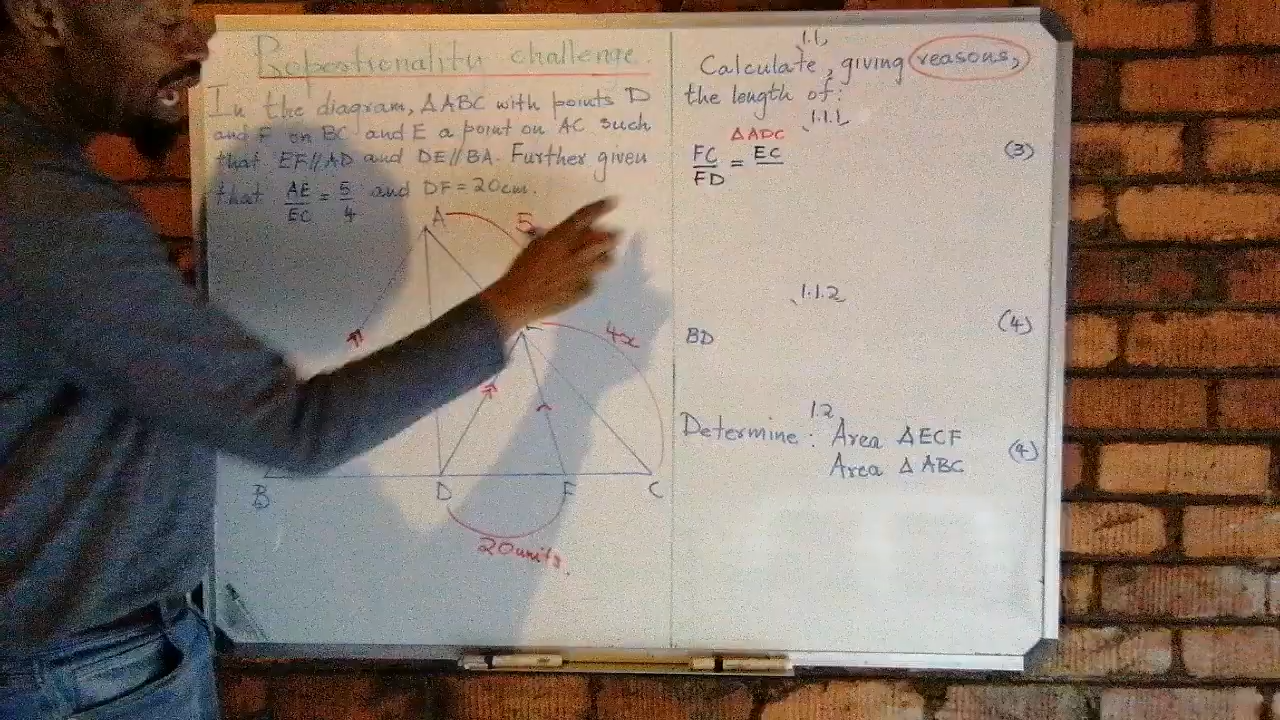 Propostionality challenge.
In the diagram, ΔABC with points D
and F on BC and E a point on AC such
that EF//AD and DE//BA. Further given
that AE/EC = 5/4 and DF = 20cm.
A
5
4x
B
D
F
C
20units.
1.1
Calculate, giving reasons,
the length of:
1.1.1
ΔADC
(3)
FC/FD = EC
1.1.2
(4)
BD
1.2
Determine: Area ΔECF
(4)
Area ΔABC